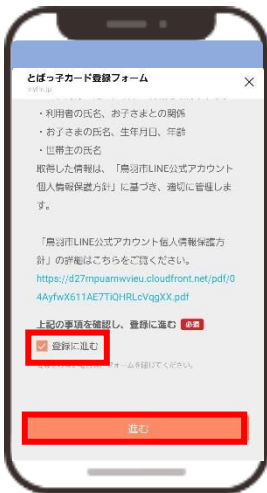 とばっ子カード登録フォーム
・利用者の氏名、お子さまとの関係
・お子さまの氏名、生年月日、年齢
・世帯主の氏名
取得した情報は、「鳥羽市LINE公式アカウント
個人情報保護方針」に基づき、適切に管理しま
す。
「鳥羽市LINE公式アカウント個人情報保護方
針」の詳細はこちらをご覧ください。
https://d27mpuamwvieu.cloudfront.net/pdf/0
4AyfwX611AE7TiQHRLcVqgXX.pdf
上記の事項を確認し、登録に進む 必須
登録に進む
進む